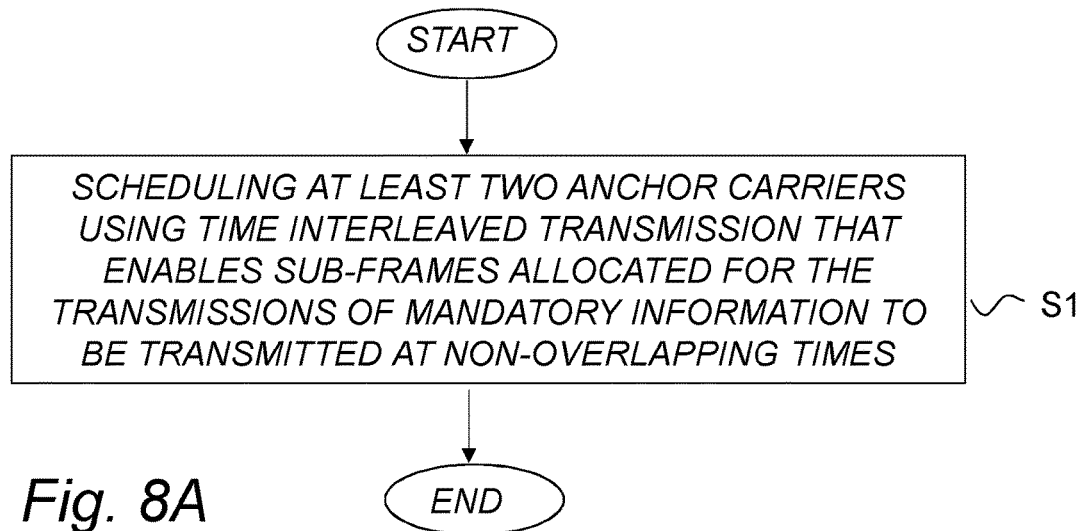 START
SCHEDULING AT LEAST TWO ANCHOR CARRIERS
USING TIME INTERLEAVED TRANSMISSION THAT
ENABLES SUB-FRAMES ALLOCATED FOR THE
TRANSMISSIONS OF MANDATORY INFORMATION TO
BE TRANSMITTED AT NON-OVERLAPPING TIMES
S1
END
Fig. 8A